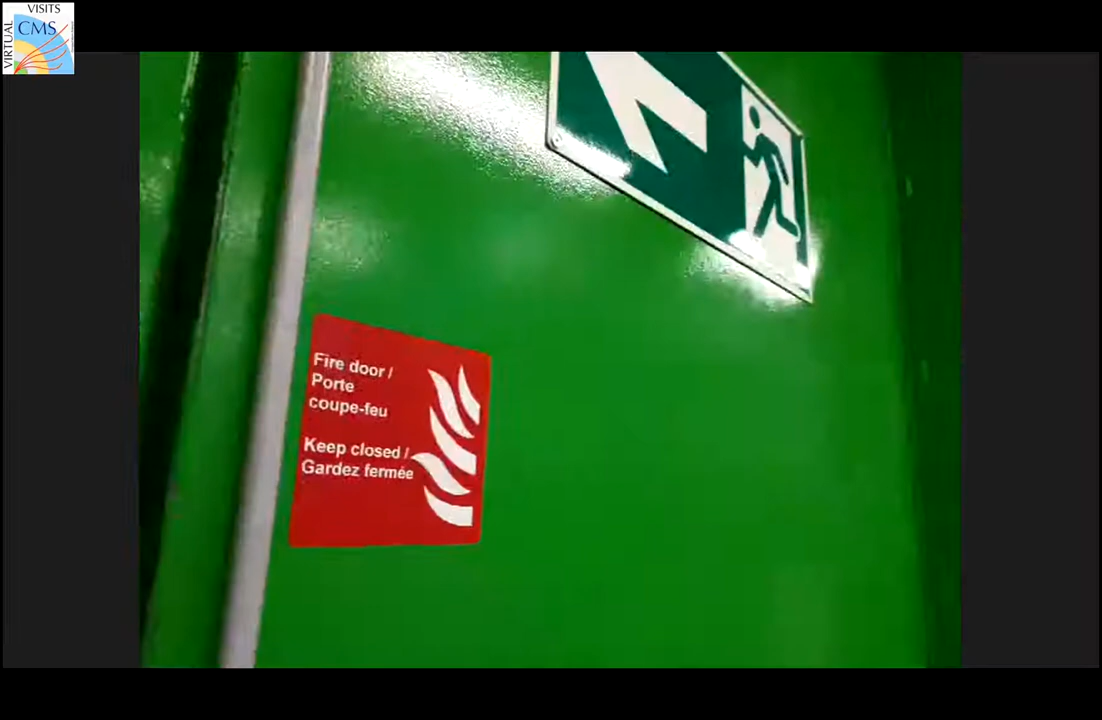 VISITS
VIRTUAL
CMS
Fire door /
Porte
coupe-feu
Keep closed /
Gardez fermée